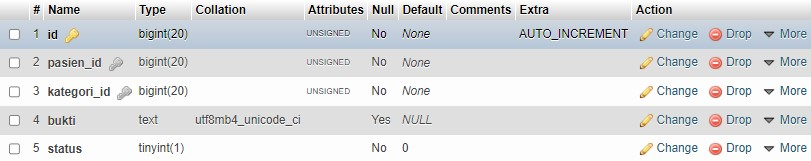 # Name Type Collation Attributes Null Default Comments Extra Action
1 id bigint(20) UNSIGNED No None AUTO_INCREMENT Change Drop More
2 pasien_id bigint(20) UNSIGNED No None Change Drop More
3 kategori_id bigint(20) UNSIGNED No None Change Drop More
4 bukti text utf8mb4_unicode_ci Yes NULL Change Drop More
5 status tinyint(1) No 0 Change Drop More